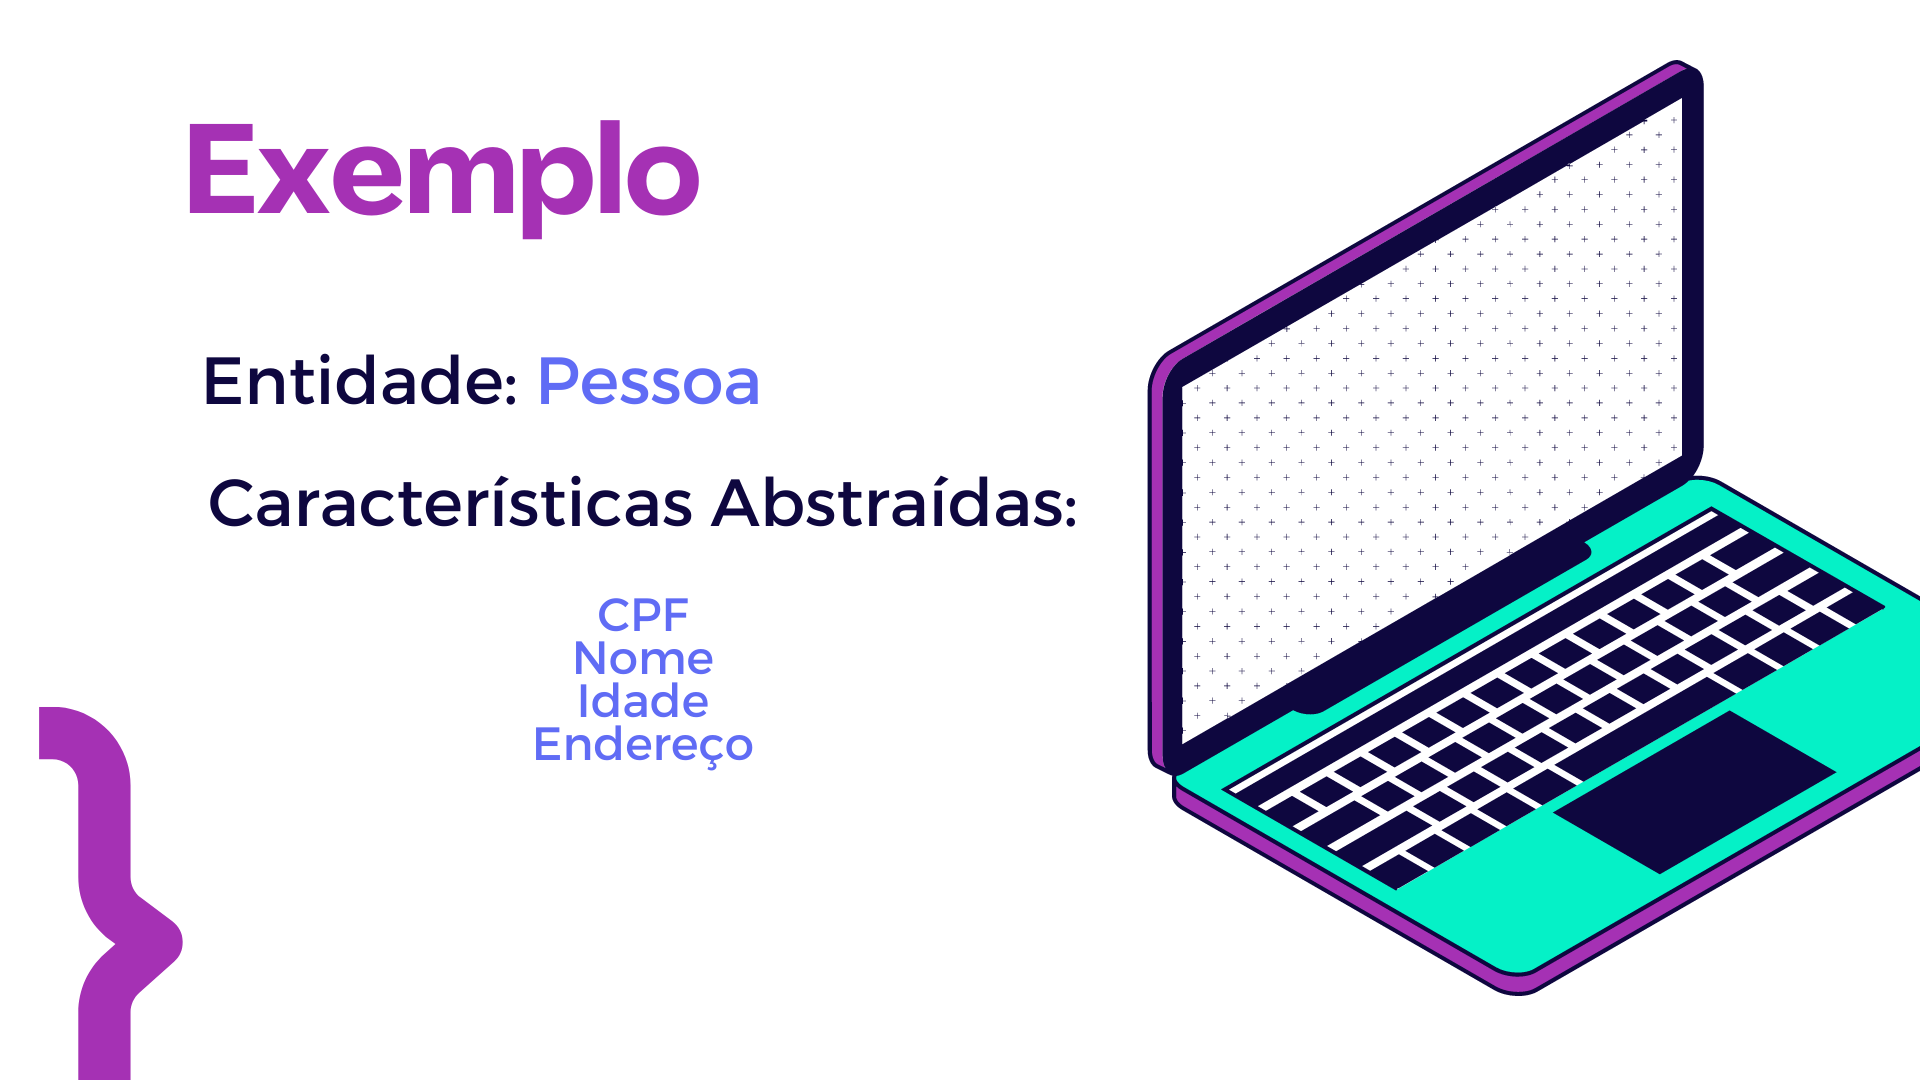 Exemplo
Entidade: Pessoa
Características Abstraídas:
CPF
Nome
Idade
Endereço